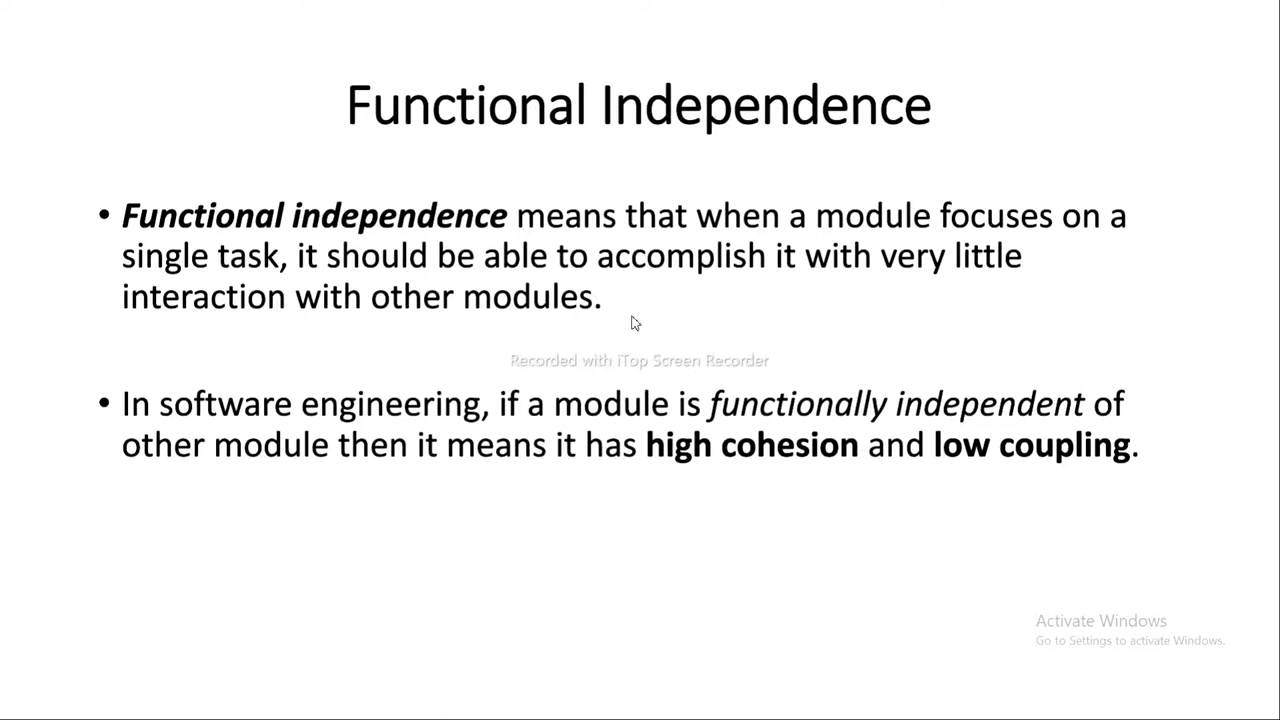 Functional Independence
• Functional independence means that when a module focuses on a
single task, it should be able to accomplish it with very little
interaction with other modules.
Recorded with iTop Screen Recorder
• In software engineering, if a module is functionally independent of
other module then it means it has high cohesion and low coupling.
Activate Windows
Go to Settings to activate Windows.